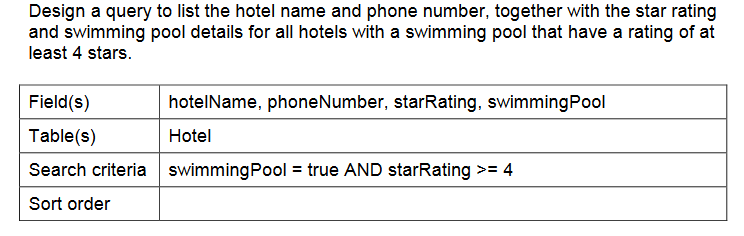 Design a query to list the hotel name and phone number, together with the star rating
and swimming pool details for all hotels with a swimming pool that have a rating of at
least 4 stars.
Field(s) hotelName, phoneNumber, starRating, swimmingPool
Table(s) Hotel
Search criteria swimmingPool = true AND starRating >= 4
Sort order